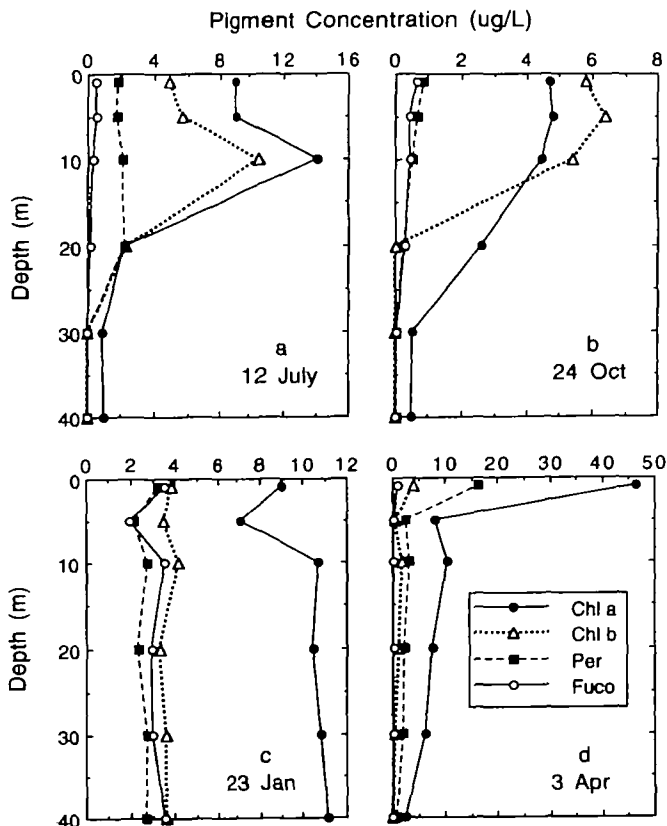 Pigment Concentration (ug/L)
0 4 8 12 16
0 2 4 6 8
0
10
20
30
40
Depth (m)
a
12 July
b
24 Oct
0 2 4 6 8 10 12
0 10 20 30 40 50
0
10
20
30
40
Depth (m)
c
23 Jan
Chl a
Chl b
Per
Fuco
d
3 Apr